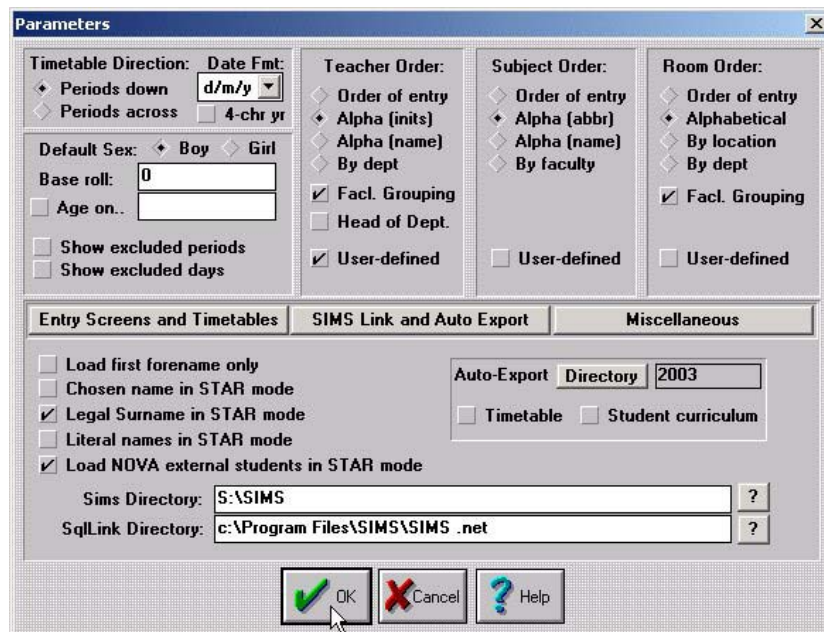 Parameters
Timetable Direction: Date Fmt:
Periods down d/m/y
Periods across 4-chr yr
Default Sex: Boy Girl
Base roll: 0
Age on..
Show excluded periods
Show excluded days
Teacher Order:
Order of entry
Alpha (inits)
Alpha (name)
By dept
Facl. Grouping
Head of Dept.
User-defined
Subject Order:
Order of entry
Alpha (abbr)
Alpha (name)
By faculty
User-defined
Room Order:
Order of entry
Alphabetical
By location
By dept
Facl. Grouping
User-defined
Entry Screens and Timetables SIMS Link and Auto Export Miscellaneous
Load first forename only
Chosen name in STAR mode
Legal Surname in STAR mode
Literal names in STAR mode
Load NOVA external students in STAR mode
Auto-Export Directory 2003
Timetable Student curriculum
Sims Directory: S:\SIMS ?
SqlLink Directory: c:\Program Files\SIMS\SIMS .net ?
OK Cancel Help